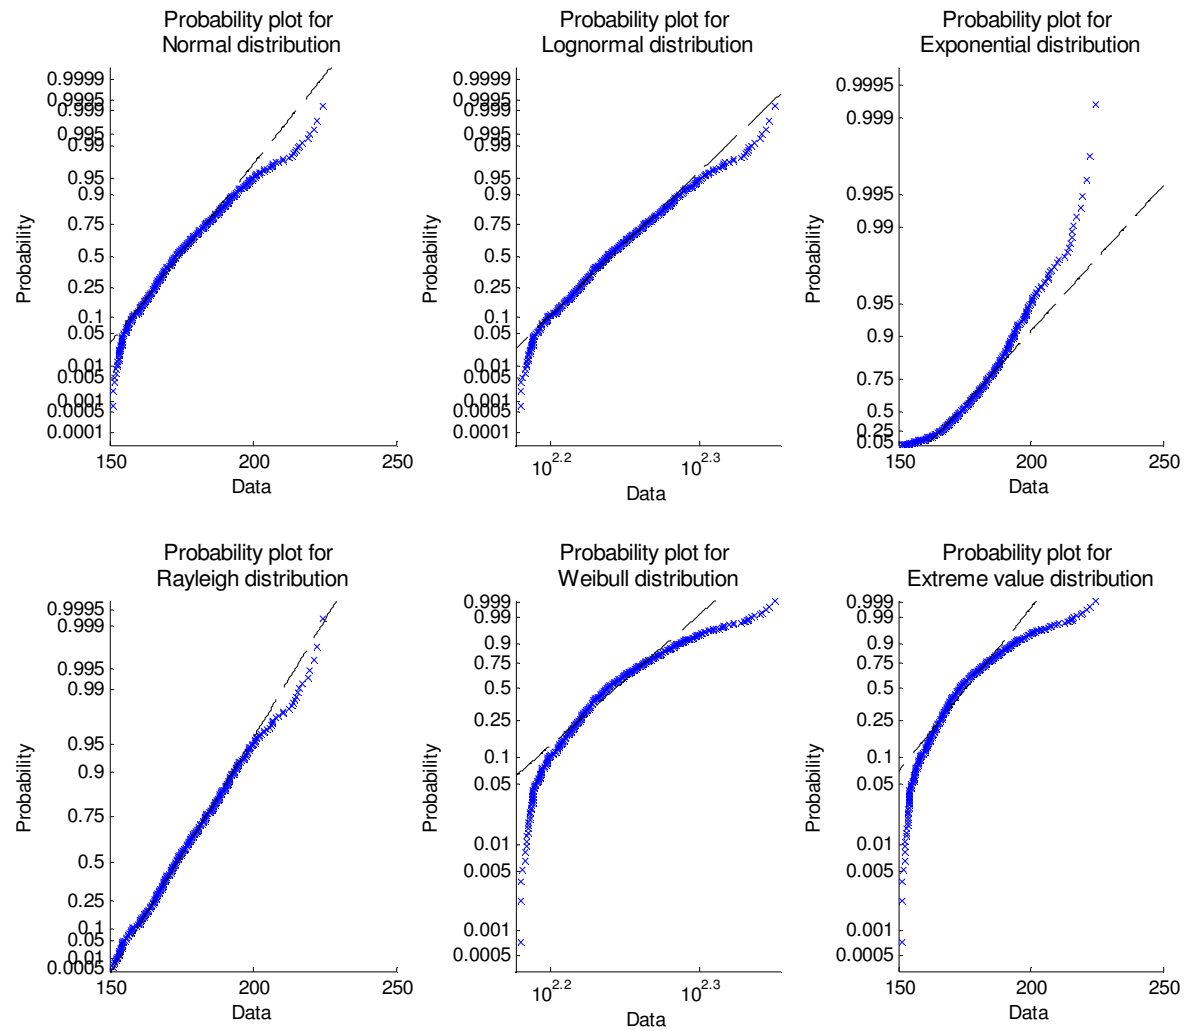 Probability plot for
Normal distribution
0.9999
0.9995
0.999
0.995
0.99
0.95
0.9
0.75
0.5
0.25
0.1
0.05
0.01
0.005
0.001
0.0005
0.0001
Probability
150 200 250
Data
Probability plot for
Lognormal distribution
0.9999
0.9995
0.999
0.995
0.99
0.95
0.9
0.75
0.5
0.25
0.1
0.05
0.01
0.005
0.001
0.0005
0.0001
Probability
10^2.2 10^2.3
Data
Probability plot for
Exponential distribution
0.9995
0.999
0.995
0.99
0.95
0.9
0.75
0.5
0.25
0.05
Probability
150 200 250
Data
Probability plot for
Rayleigh distribution
0.9995
0.999
0.995
0.99
0.95
0.9
0.75
0.5
0.25
0.1
0.05
0.01
0.0005
Probability
150 200 250
Data
Probability plot for
Weibull distribution
0.999
0.99
0.9
0.75
0.5
0.25
0.1
0.05
0.01
0.005
0.001
0.0005
Probability
10^2.2 10^2.3
Data
Probability plot for
Extreme value distribution
0.999
0.99
0.9
0.75
0.5
0.25
0.1
0.05
0.01
0.005
0.001
0.0005
Probability
150 200 250
Data